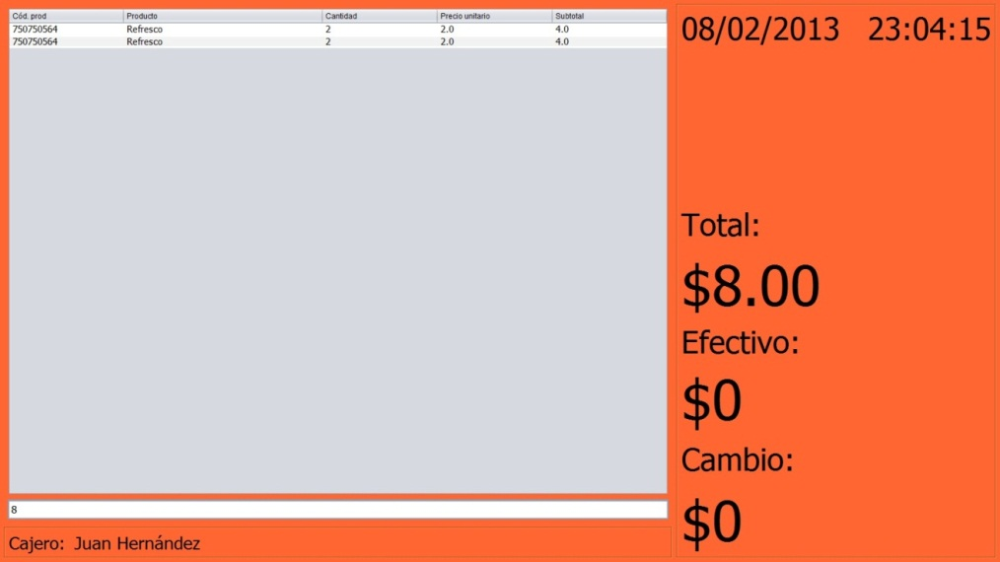 Cód. prod Producto Cantidad Precio unitario Subtotal
750750564 Refresco 2 2.0 4.0
750750564 Refresco 2 2.0 4.0
8
Cajero: Juan Hernández
08/02/2013 23:04:15
Total:
$8.00
Efectivo:
$0
Cambio:
$0